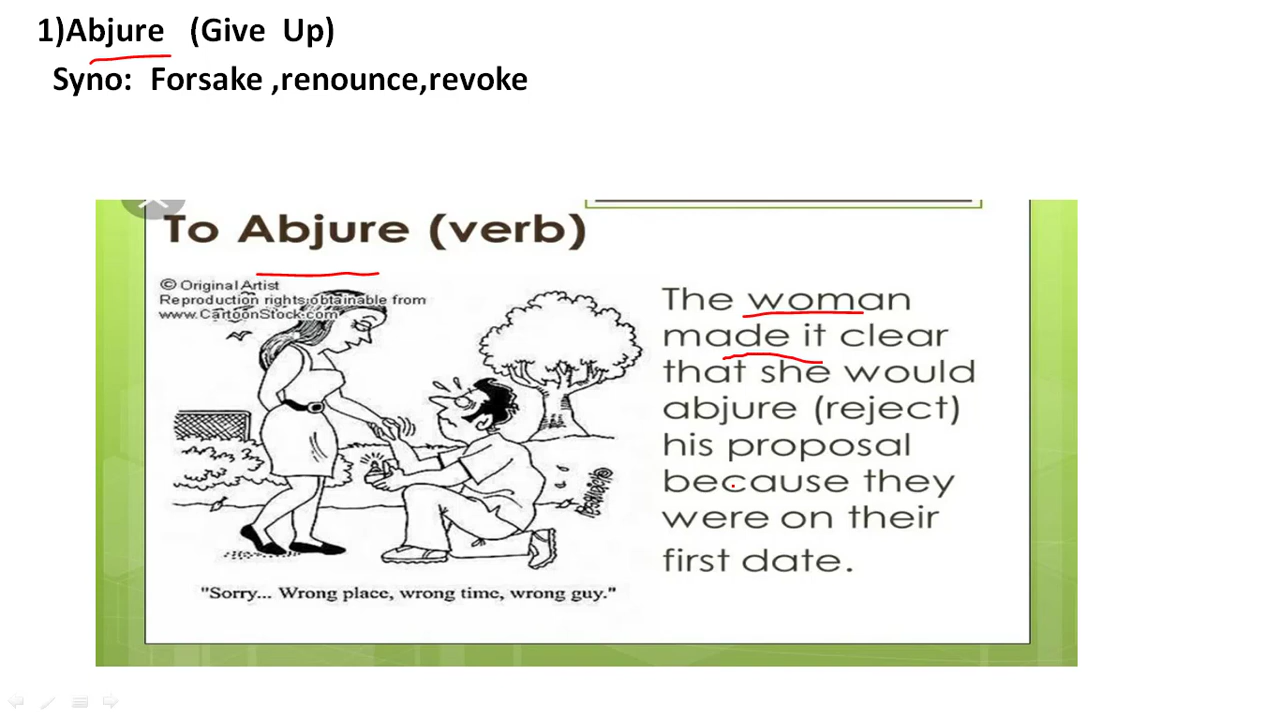 1)Abjure (Give Up)
Syno: Forsake ,renounce,revoke
To Abjure (verb)
© Original Artist
Reproduction rights obtainable from
www.CartoonStock.com
The woman
made it clear
that she would
abjure (reject)
his proposal
because they
were on their
first date.
"Sorry... Wrong place, wrong time, wrong guy."